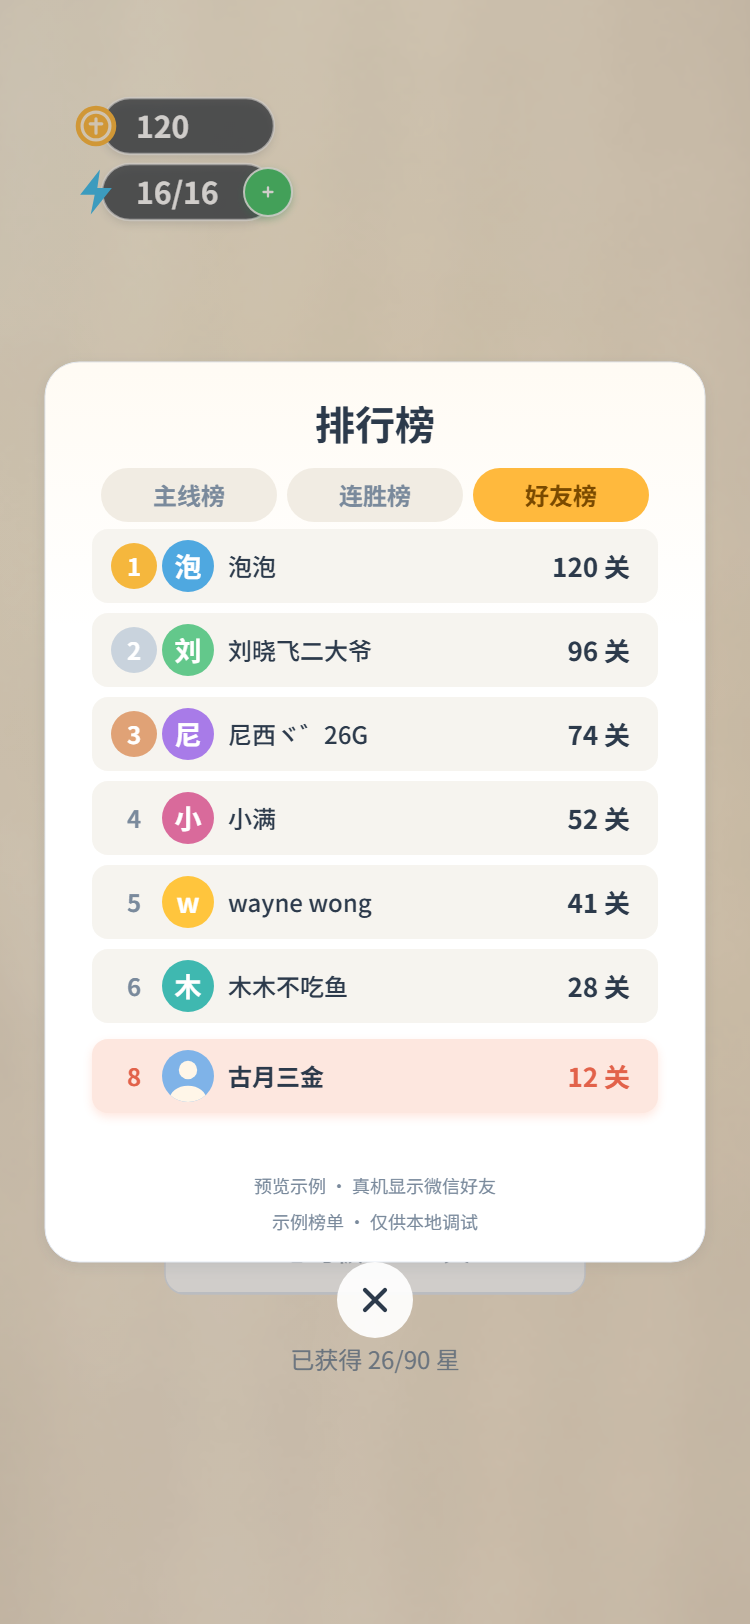 120
16/16 +
排行榜
主线榜 连胜榜 好友榜
1 泡 泡泡 120 关
2 刘 刘晓飞二大爷 96 关
3 尼 尼西ヾ゛26G 74 关
4 小 小满 52 关
5 w wayne wong 41 关
6 木 木木不吃鱼 28 关
8 古月三金 12 关
预览示例 · 真机显示微信好友
示例榜单 · 仅供本地调试
已获得 26/90 星